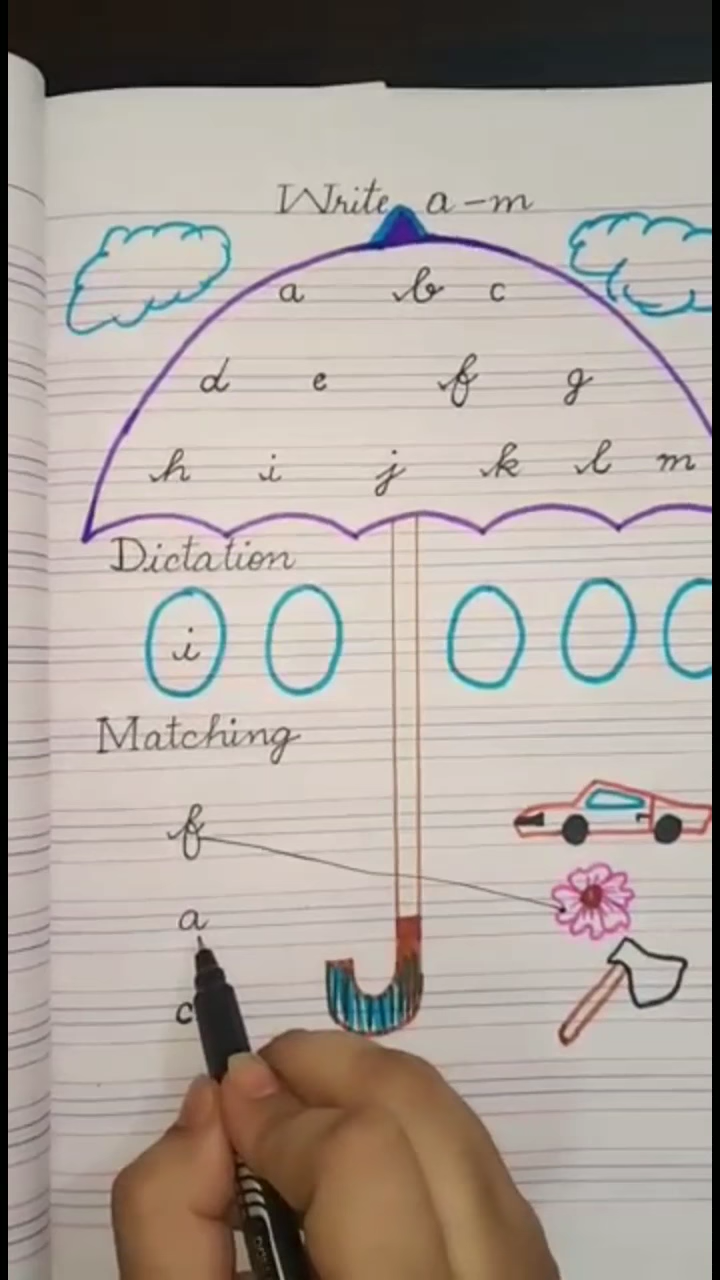 Write a-m
a b c
d e f g
h i j k l m
Dictation
i
Matching
f
a
c